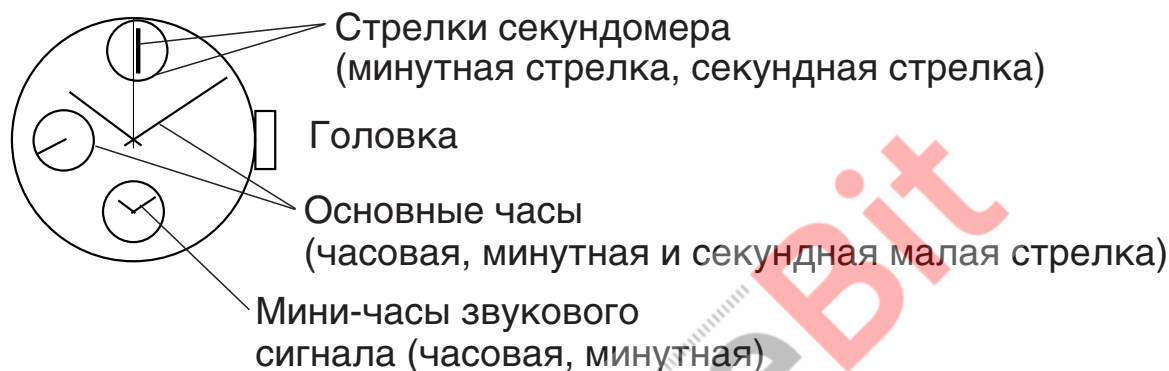 Стрелки секундомера
(минутная стрелка, секундная стрелка)
Головка
Основные часы
(часовая, минутная и секундная малая стрелка)
Мини-часы звукового
сигнала (часовая, минутная)
eBit